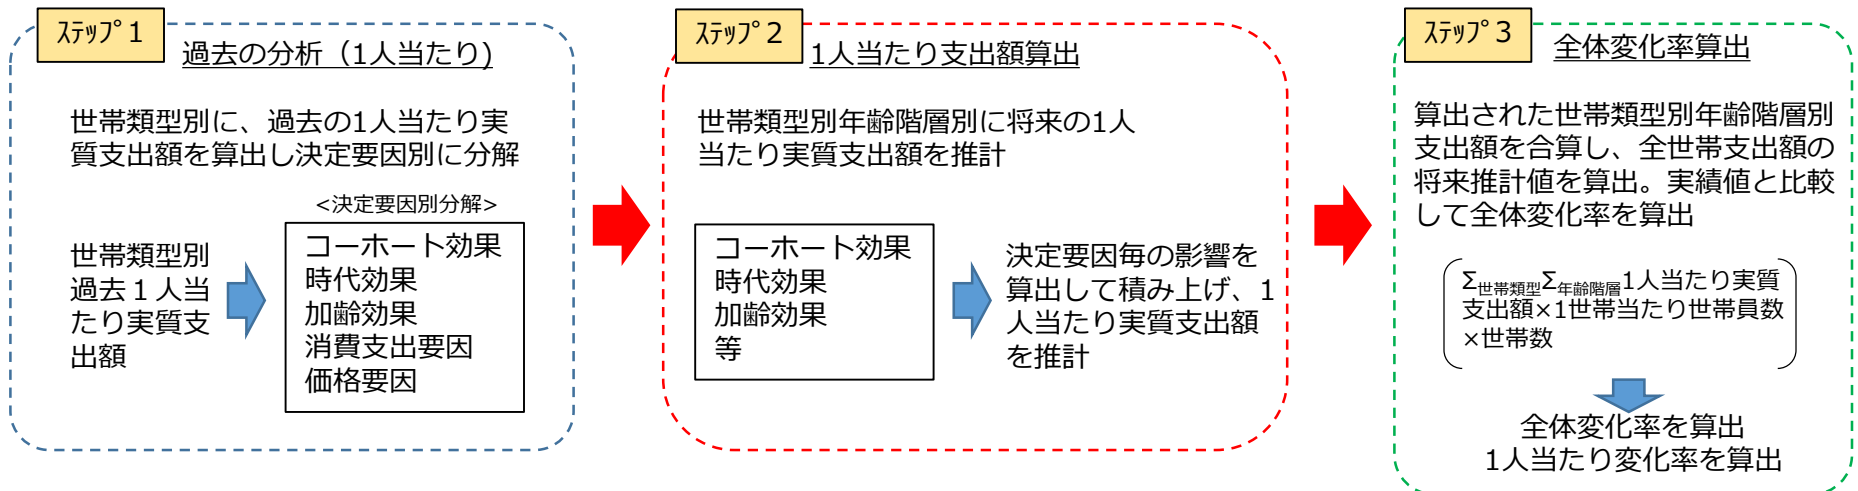 ｽﾃｯﾌﾟ1
過去の分析（1人当たり)
世帯類型別に、過去の1人当たり実
質支出額を算出し決定要因別に分解
<決定要因別分解>
世帯類型別
過去１人当
たり実質支
出額
コーホート効果
時代効果
加齢効果
消費支出要因
価格要因
ｽﾃｯﾌﾟ2
1人当たり支出額算出
世帯類型別年齢階層別に将来の1人
当たり実質支出額を推計
コーホート効果
時代効果
加齢効果
等
決定要因毎の影響を
算出して積み上げ、1
人当たり実質支出額
を推計
ｽﾃｯﾌﾟ3
全体変化率算出
算出された世帯類型別年齢階層別
支出額を合算し、全世帯支出額の
将来推計値を算出。実績値と比較
して全体変化率を算出
Σ世帯類型Σ年齢階層1人当たり実質
支出額×1世帯当たり世帯員数
×世帯数
全体変化率を算出
1人当たり変化率を算出